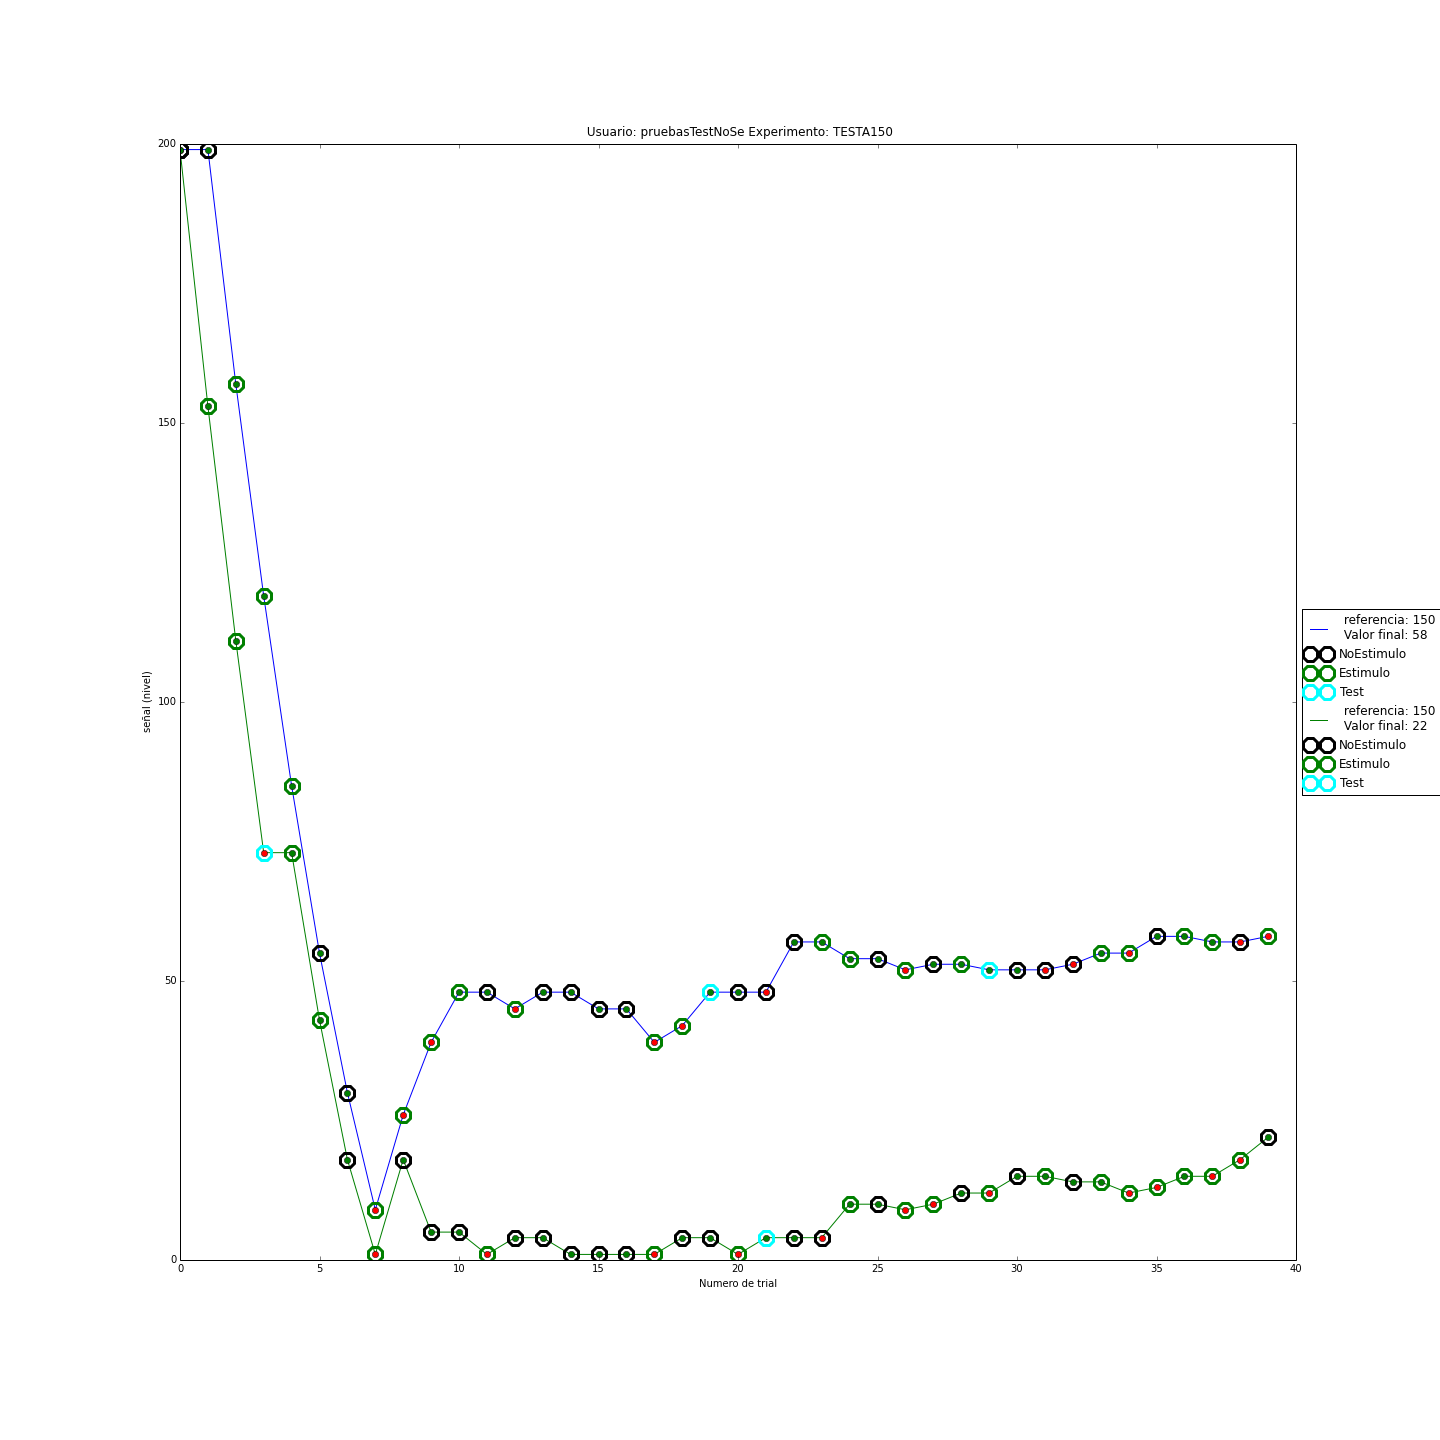 Usuario: pruebasTestNoSe Experimento: TESTA150
200
150
100
50
0
señal (nivel)
0 5 10 15 20 25 30 35 40
Numero de trial
referencia: 150
Valor final: 58
NoEstimulo
Estimulo
Test
referencia: 150
Valor final: 22
NoEstimulo
Estimulo
Test